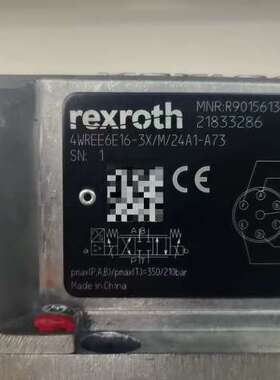 rexroth
MNR:R9015613
21833286
4WREE6E16-3X/M/24A1-A73
SN: 1
CE
A B
P T
pmax(P,A,B)/pmax(T)=350/210bar
Made in China